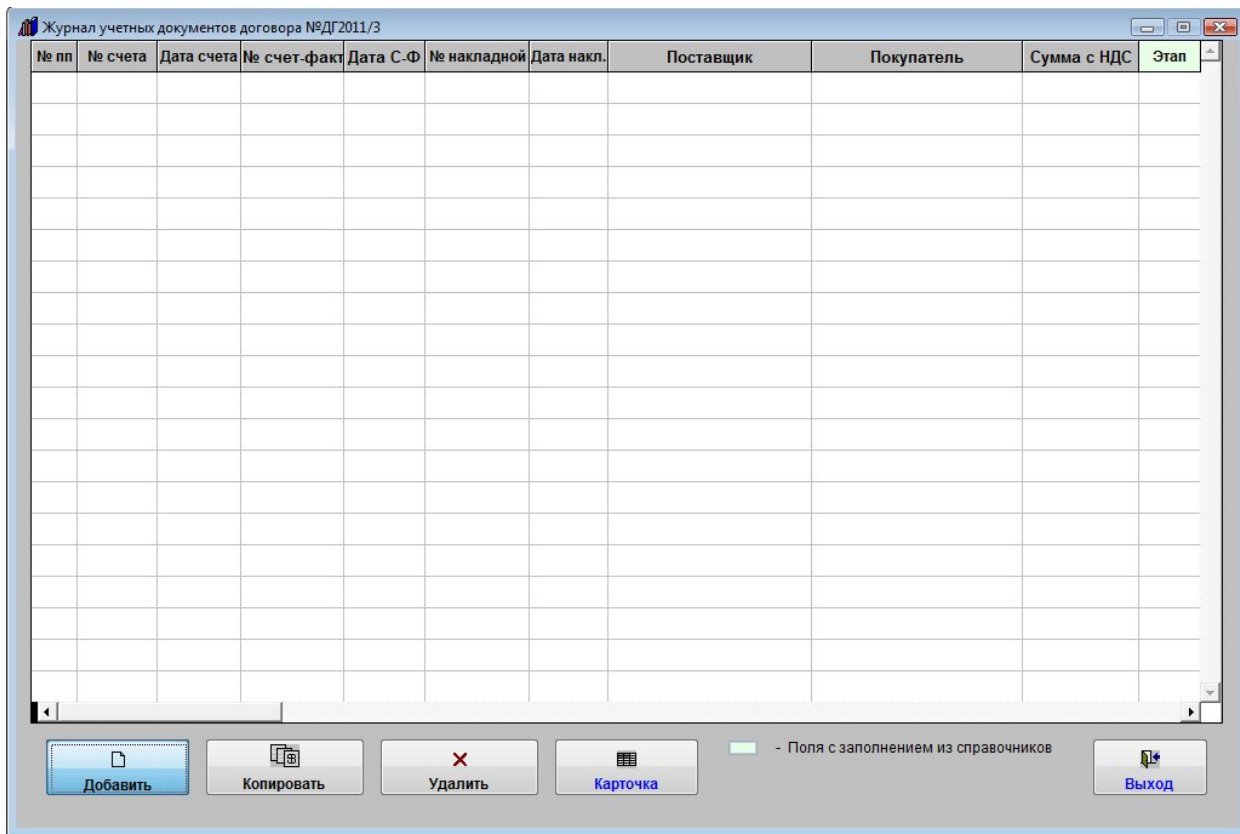 Журнал учетных документов договора №ДГ2011/3
№ пп № счета Дата счета № счет-факт Дата С-Ф № накладной Дата накл. Поставщик Покупатель Сумма с НДС Этап
- Поля с заполнением из справочников
Добавить Копировать Удалить Карточка Выход